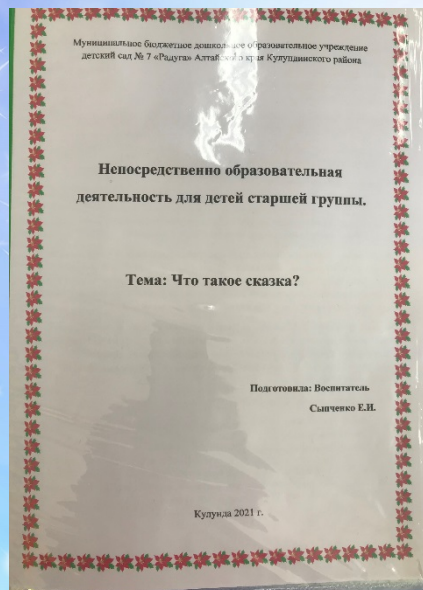 Муниципальное бюджетное дошкольное образовательное учреждение
детский сад № 7 «Радуга» Алтайского края Кулундинского района
Непосредственно образовательная
деятельность для детей старшей группы.
Тема: Что такое сказка?
Подготовила: Воспитатель
Сыпченко Е.И.
Кулунда 2021 г.